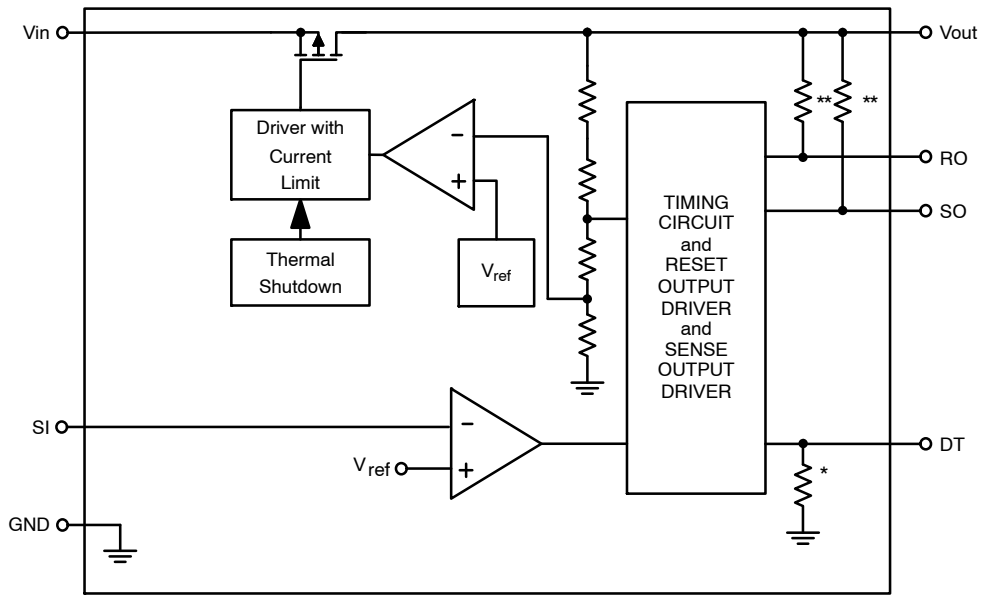 Vin
Vout
**
**
Driver with
Current
Limit
−
+
RO
SO
TIMING
CIRCUIT
and
RESET
OUTPUT
DRIVER
and
SENSE
OUTPUT
DRIVER
Thermal
Shutdown
Vref
SI
−
Vref
+
DT
*
GND